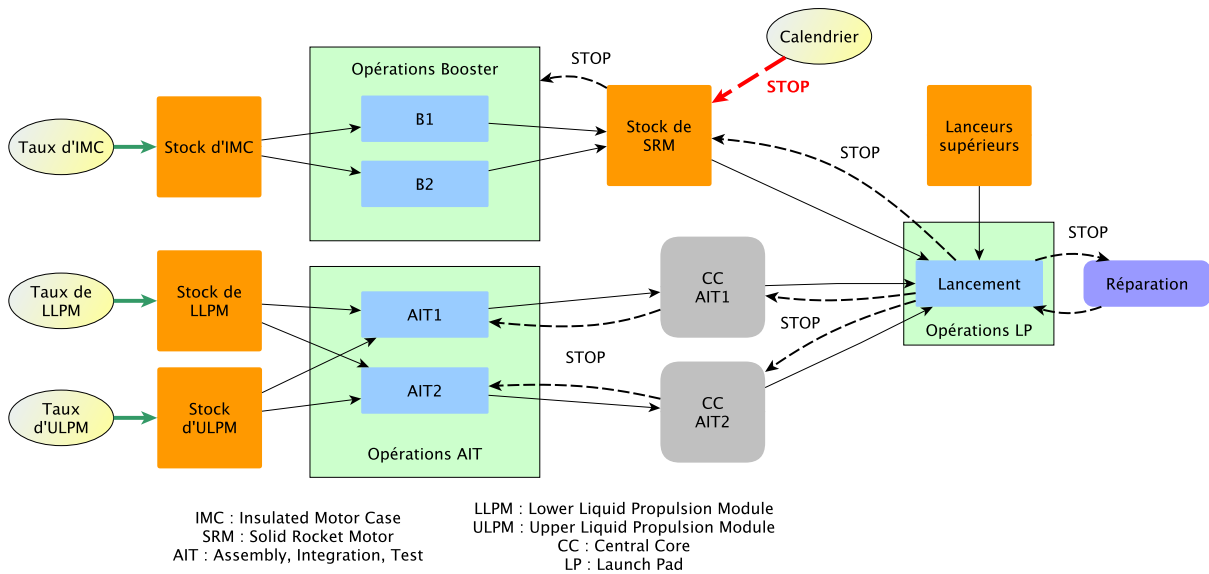 Calendrier
STOP
STOP
Opérations Booster
Taux d'IMC
Stock d'IMC
B1
B2
Stock de
SRM
Lanceurs
supérieurs
STOP
STOP
Taux de
LLPM
Stock de
LLPM
AIT1
CC
AIT1
Lancement
Réparation
Opérations LP
STOP
STOP
Taux
d'ULPM
Stock
d'ULPM
AIT2
CC
AIT2
Opérations AIT
IMC : Insulated Motor Case
SRM : Solid Rocket Motor
AIT : Assembly, Integration, Test
LLPM : Lower Liquid Propulsion Module
ULPM : Upper Liquid Propulsion Module
CC : Central Core
LP : Launch Pad